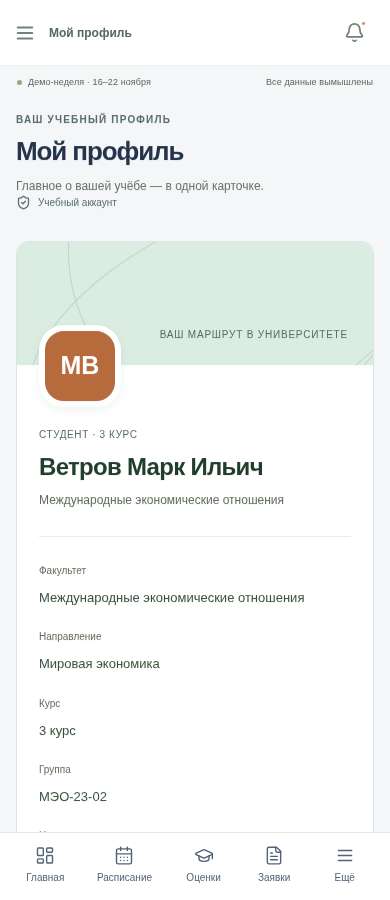 Мой профиль
Демо-неделя · 16–22 ноября
Все данные вымышлены
ВАШ УЧЕБНЫЙ ПРОФИЛЬ
Мой профиль
Главное о вашей учёбе — в одной карточке.
Учебный аккаунт
ВАШ МАРШРУТ В УНИВЕРСИТЕТЕ
МВ
СТУДЕНТ · 3 КУРС
Ветров Марк Ильич
Международные экономические отношения
Факультет
Международные экономические отношения
Направление
Мировая экономика
Курс
3 курс
Группа
МЭО-23-02
Главная
Расписание
Оценки
Заявки
Ещё